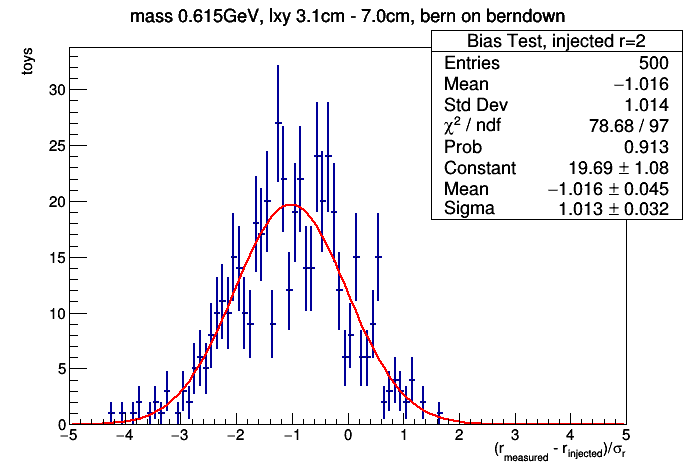 mass 0.615GeV, lxy 3.1cm - 7.0cm, bern on berndown
toys
Bias Test, injected r=2
Entries 500
Mean −1.016
Std Dev 1.014
χ² / ndf 78.68 / 97
Prob 0.913
Constant 19.69 ± 1.08
Mean −1.016 ± 0.045
Sigma 1.013 ± 0.032
30
25
20
15
10
5
0
−5 −4 −3 −2 −1 0 1 2 3 4 5
(r_measured - r_injected)/σ_r